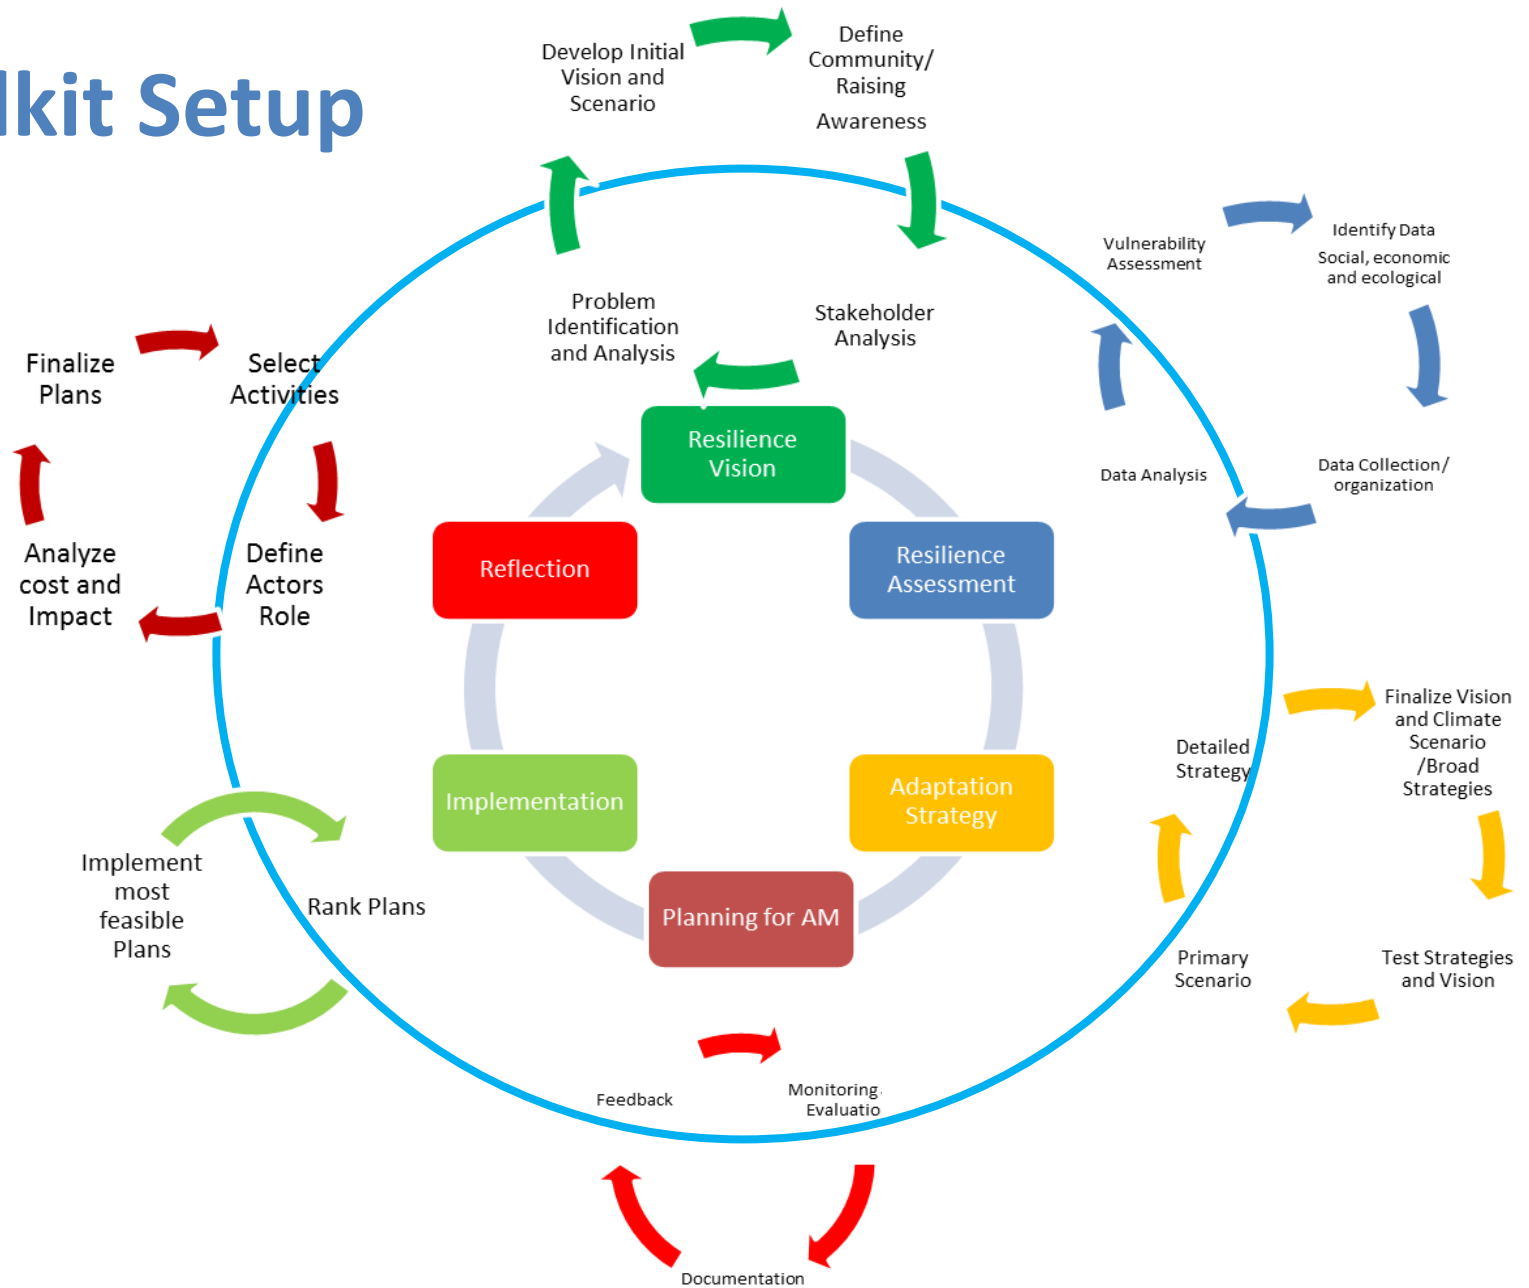 lkit Setup
Develop Initial
Vision and
Scenario
Define
Community/
Raising
Awareness
Problem
Identification
and Analysis
Stakeholder
Analysis
Vulnerability
Assessment
Identify Data
Social, economic
and ecological
Data Analysis
Data Collection/
organization
Finalize
Plans
Select
Activities
Analyze
cost and
Impact
Define
Actors
Role
Resilience
Vision
Resilience
Assessment
Reflection
Implementation
Adaptation
Strategy
Planning for AM
Detailed
Strategy
Finalize Vision
and Climate
Scenario
/Broad
Strategies
Primary
Scenario
Test Strategies
and Vision
Implement
most
feasible
Plans
Rank Plans
Feedback
Monitoring
Evaluatio
Documentation